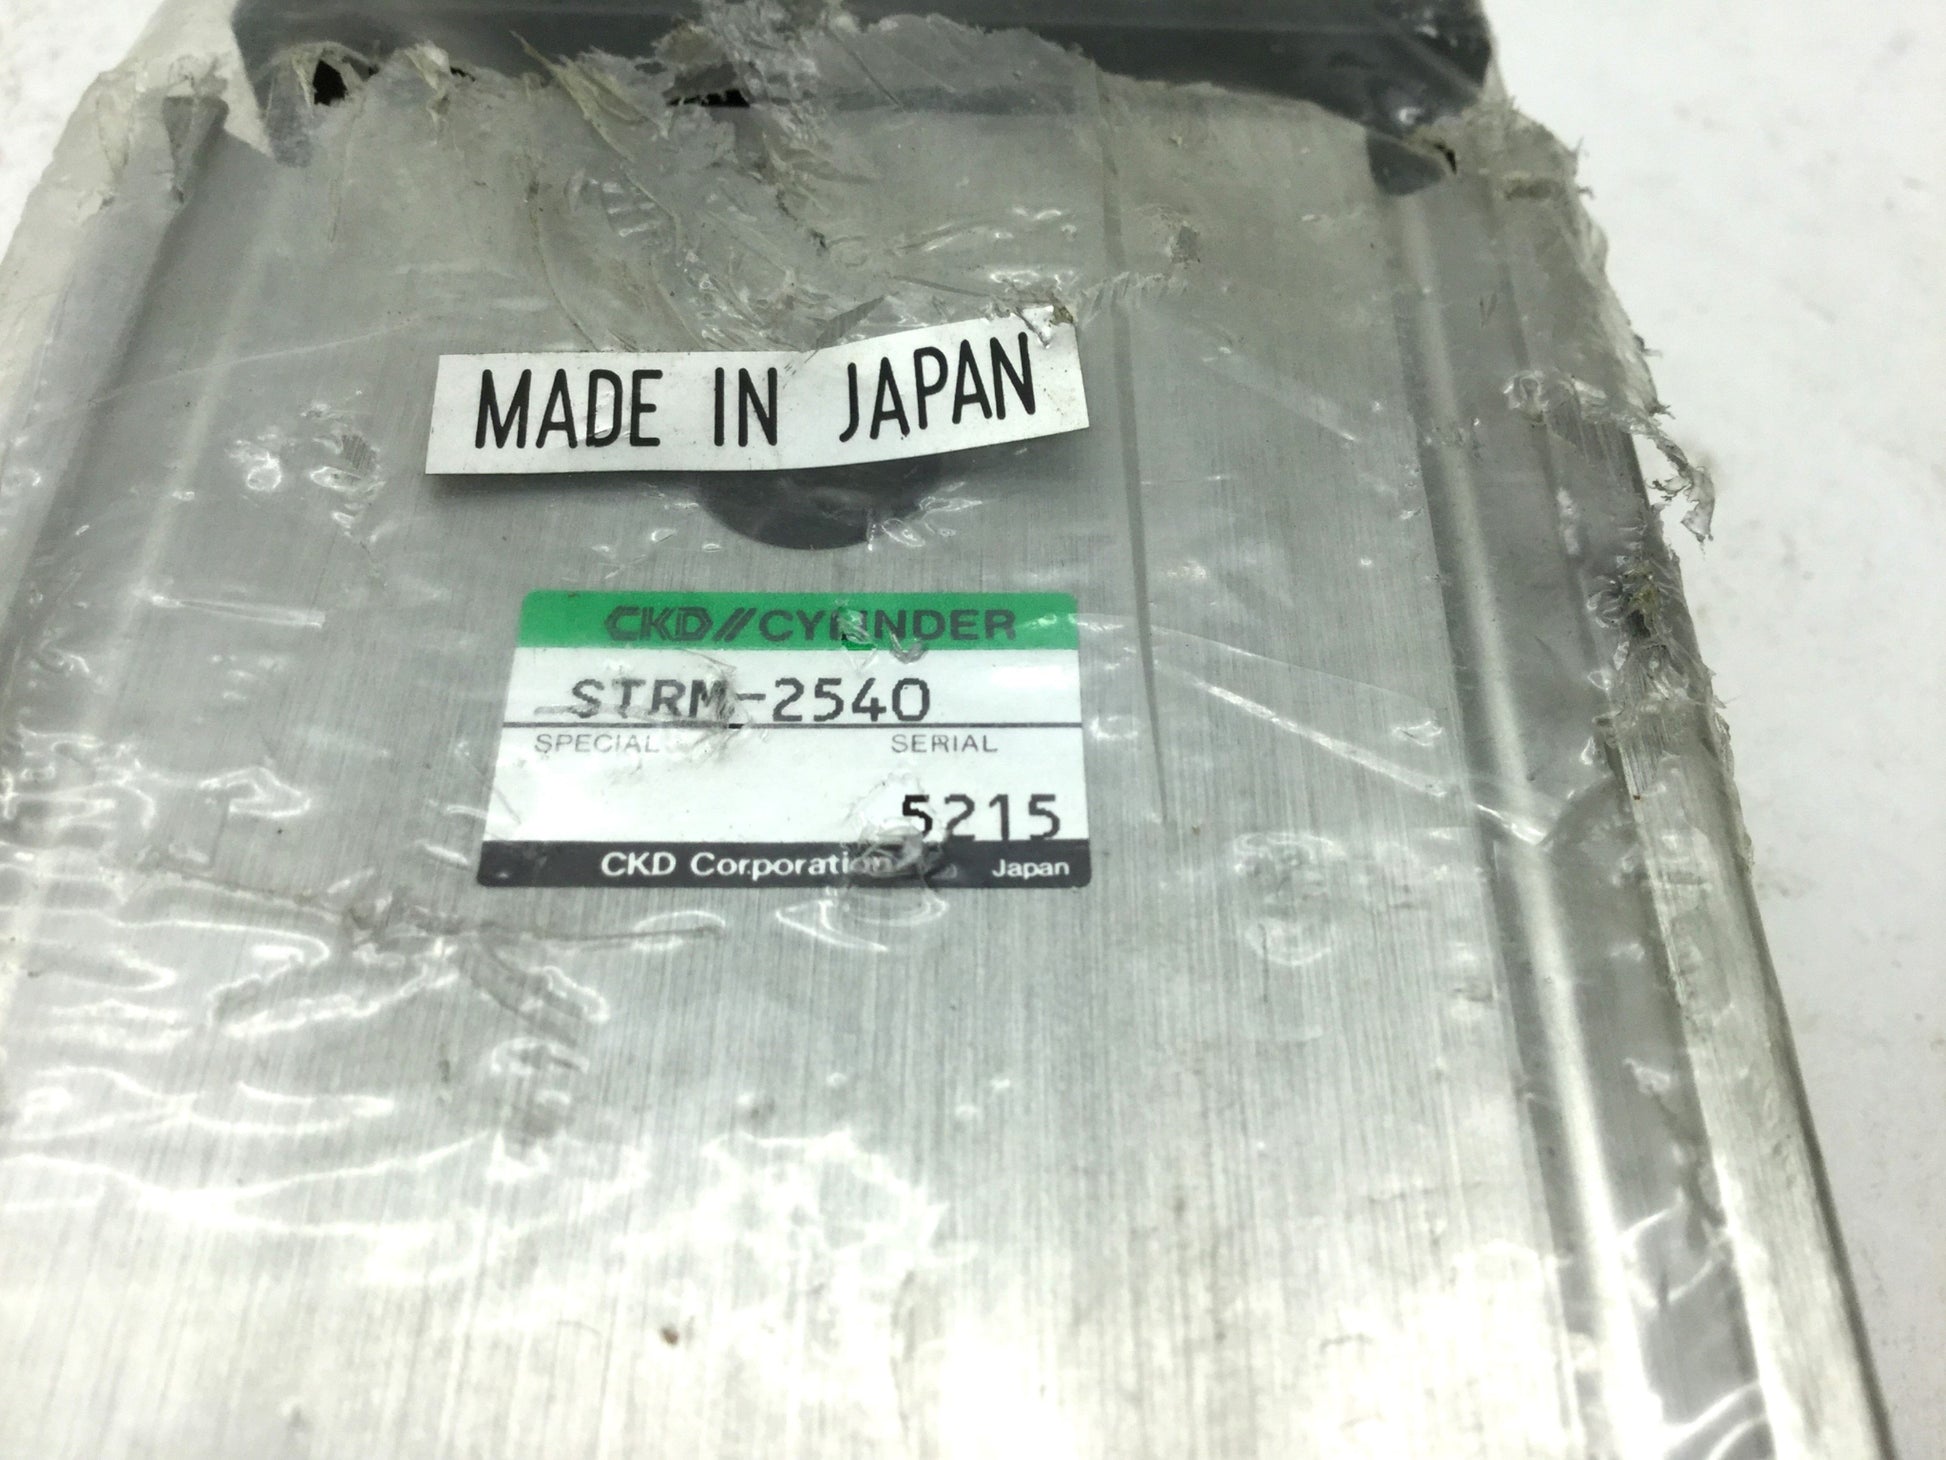 MADE IN JAPAN
CKD//CYLINDER
STRM-2540
SPECIAL SERIAL
5215
CKD Corporation Japan